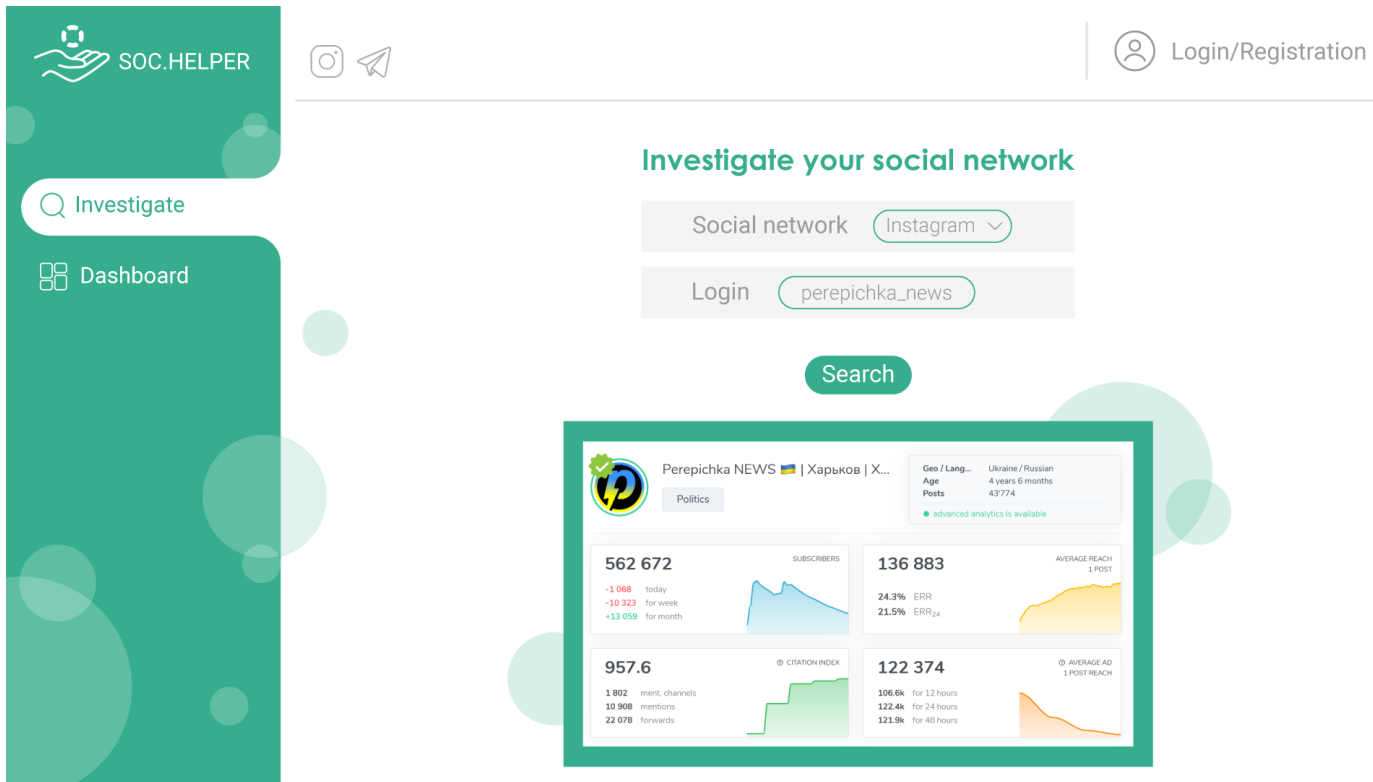 SOC.HELPER
Login/Registration
Investigate
Dashboard
Investigate your social network
Social network Instagram
Login perepichka_news
Search
Perepichka NEWS 🇺🇦 | Харьков | Х...
Politics
Geo / Lang... Ukraine / Russian
Age 4 years 6 months
Posts 43'774
advanced analytics is available
562 672 SUBSCRIBERS
-1 068 today
-10 323 for week
+13 059 for month
136 883 AVERAGE REACH
1 POST
24.3% ERR
21.5% ERR24
957.6 CITATION INDEX
1 802 ment. channels
10 908 mentions
22 078 forwards
122 374 AVERAGE AD
1 POST REACH
106.6k for 12 hours
122.4k for 24 hours
121.9k for 48 hours